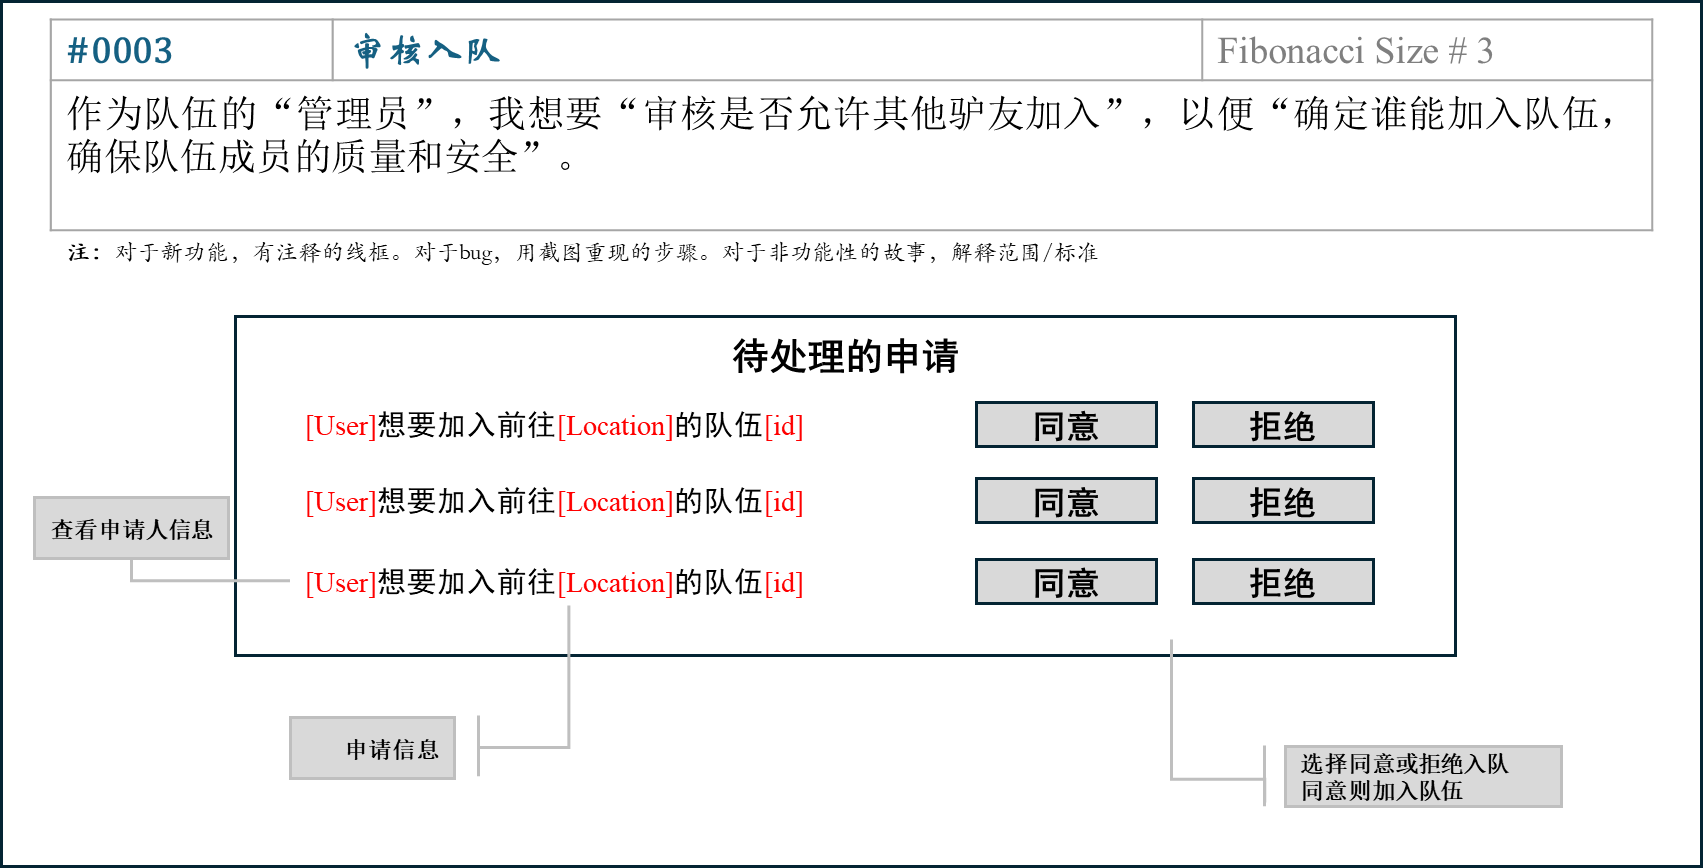 #0003
审核入队
Fibonacci Size # 3
作为队伍的“管理员”，我想要“审核是否允许其他驴友加入”，以便“确定谁能加入队伍，
确保队伍成员的质量和安全”。
注：对于新功能，有注释的线框。对于bug，用截图重现的步骤。对于非功能性的故事，解释范围/标准
待处理的申请
[User]想要加入前往[Location]的队伍[id]
同意
拒绝
[User]想要加入前往[Location]的队伍[id]
同意
拒绝
查看申请人信息
[User]想要加入前往[Location]的队伍[id]
同意
拒绝
申请信息
选择同意或拒绝入队
同意则加入队伍